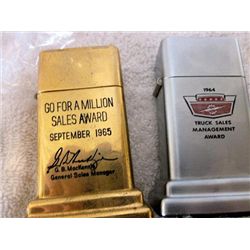 GO FOR A MILLION
SALES AWARD
SEPTEMBER 1965
G. B. MacKenzie
General Sales Manager
1964
TRUCK SALES
MANAGEMENT
AWARD